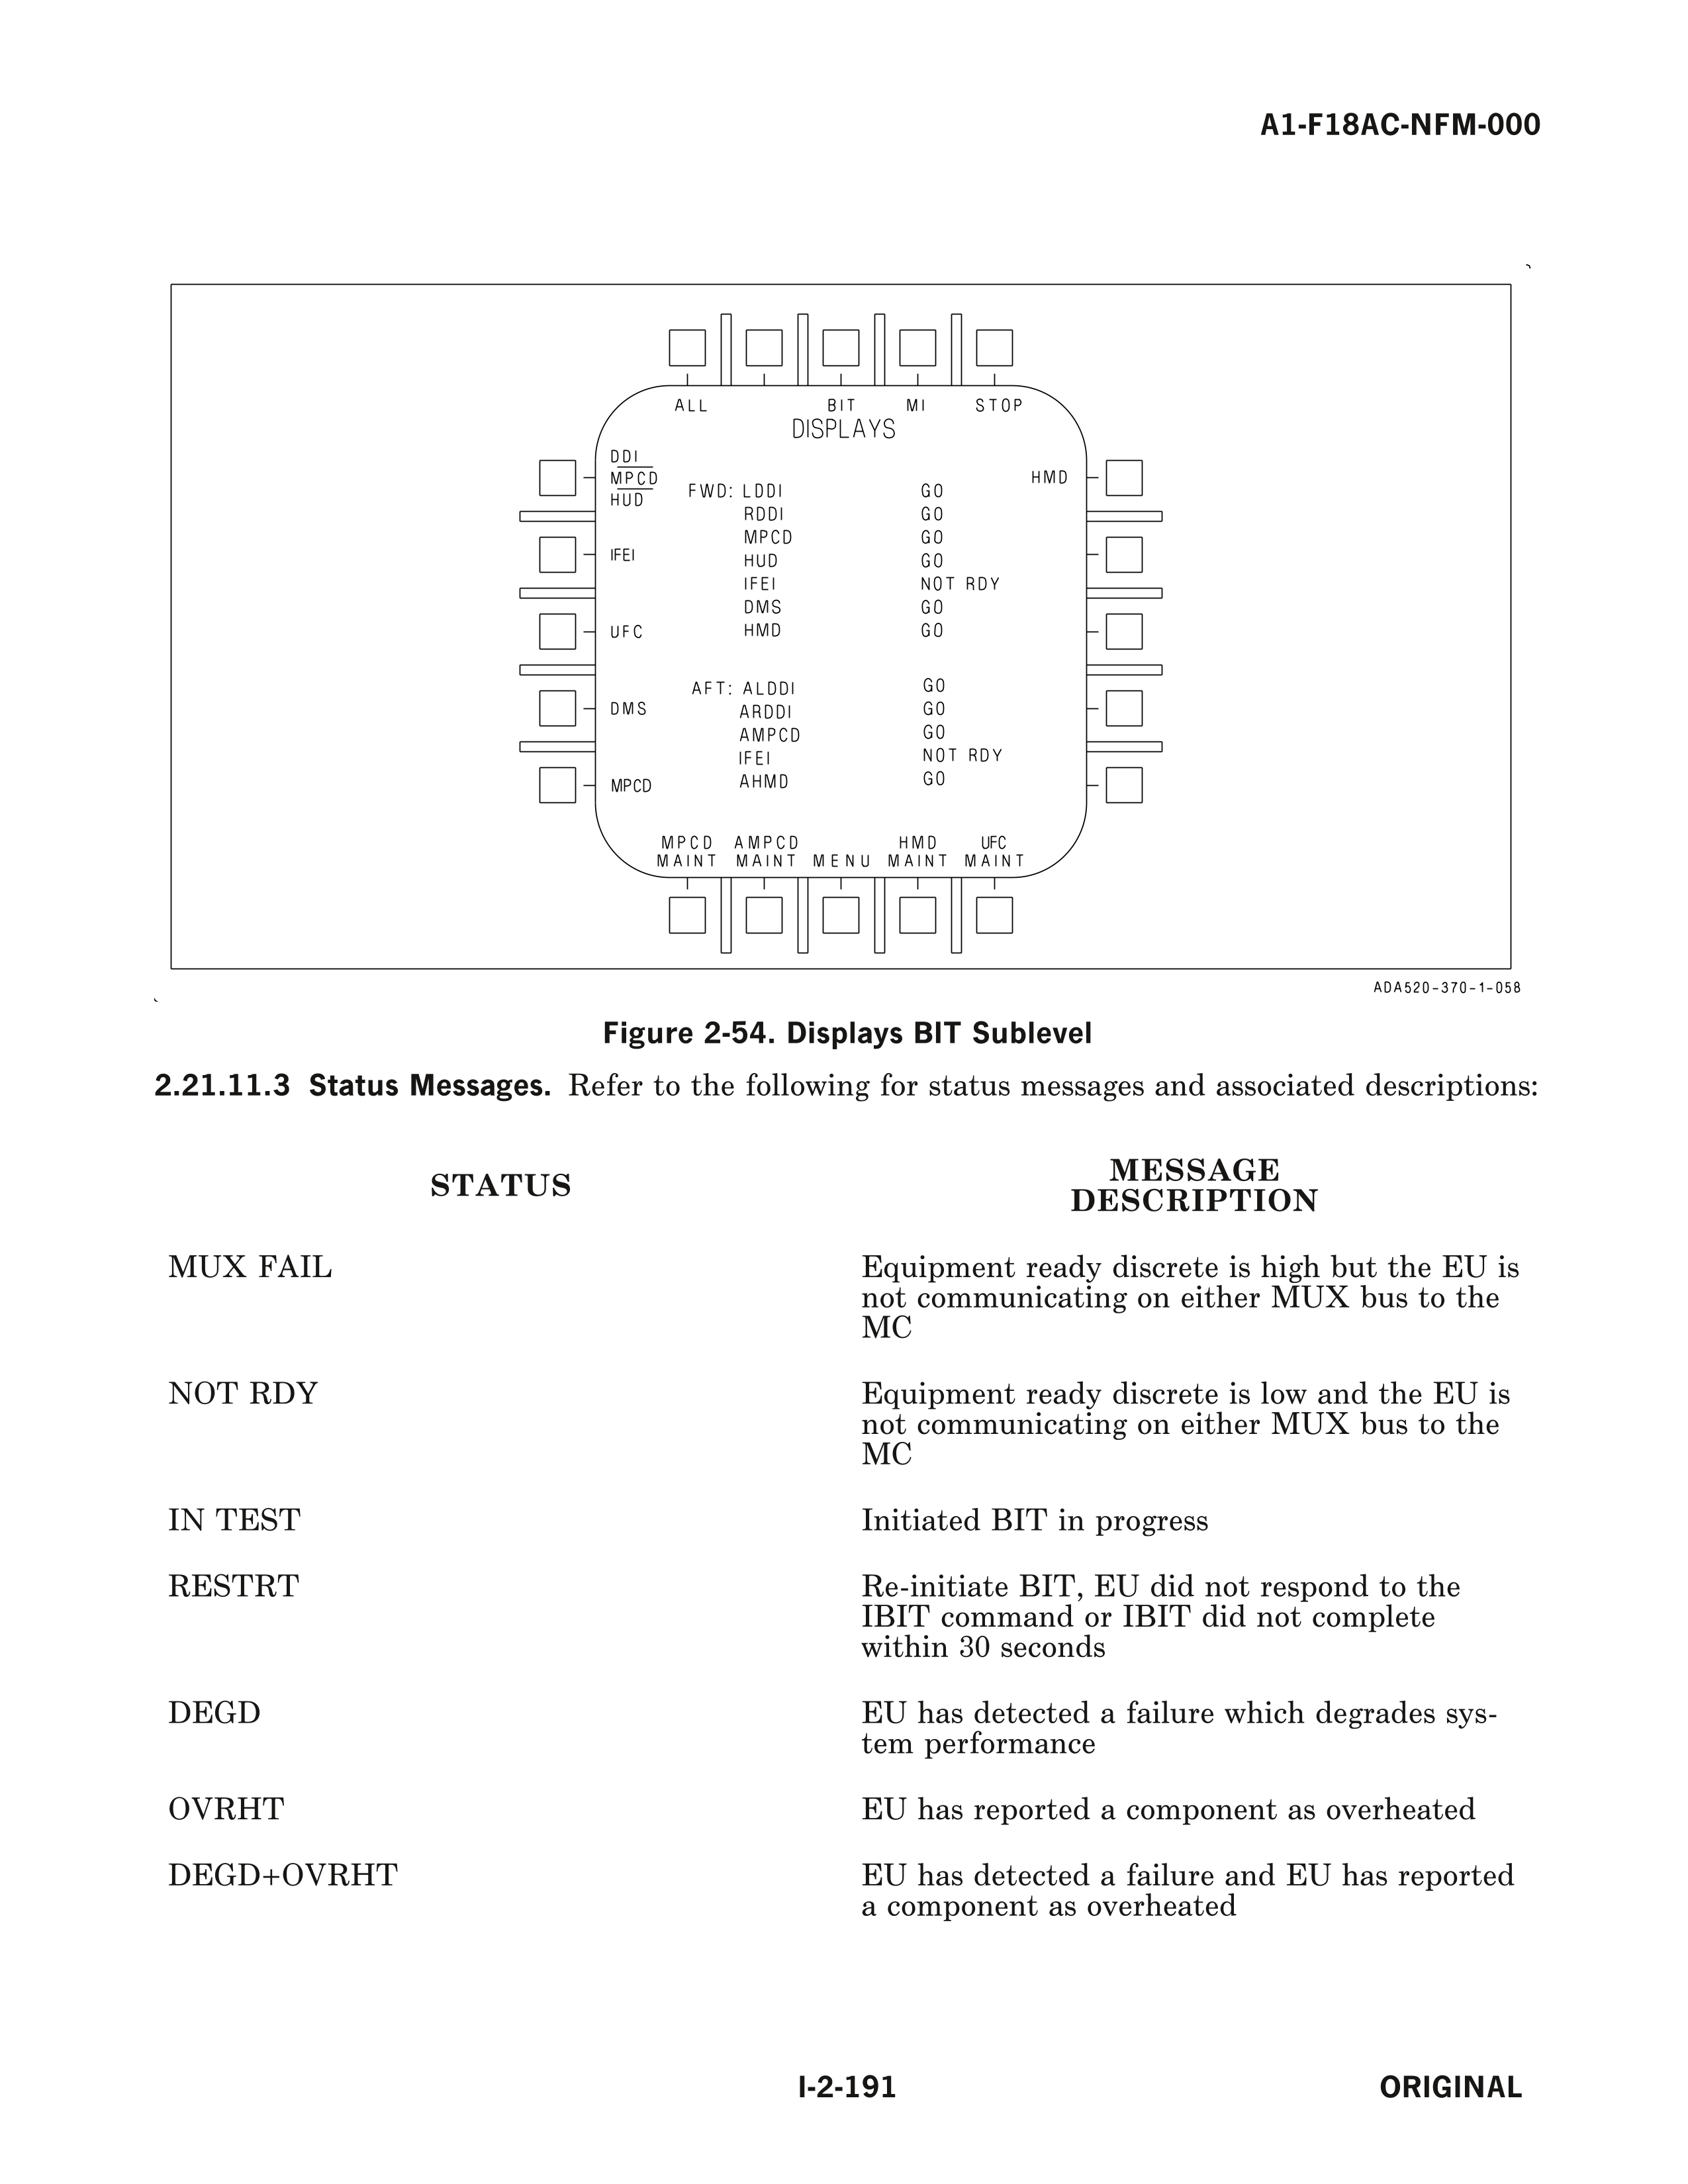 A1-F18AC-NFM-000
ALL BIT MI STOP
DISPLAYS
DDI
MPCD
HUD
HMD
FWD: LDDI GO
RDDI GO
MPCD GO
IFEI
HUD GO
IFEI NOT RDY
DMS GO
UFC
HMD GO
AFT: ALDDI GO
DMS
ARDDI GO
AMPCD GO
IFEI NOT RDY
MPCD
AHMD GO
MPCD AMPCD HMD UFC
MAINT MAINT MENU MAINT MAINT
ADA520-370-1-058
Figure 2-54. Displays BIT Sublevel
2.21.11.3 Status Messages. Refer to the following for status messages and associated descriptions:
STATUS
MESSAGE
DESCRIPTION
MUX FAIL
Equipment ready discrete is high but the EU is
not communicating on either MUX bus to the
MC
NOT RDY
Equipment ready discrete is low and the EU is
not communicating on either MUX bus to the
MC
IN TEST
Initiated BIT in progress
RESTRT
Re-initiate BIT, EU did not respond to the
IBIT command or IBIT did not complete
within 30 seconds
DEGD
EU has detected a failure which degrades sys-
tem performance
OVRHT
EU has reported a component as overheated
DEGD+OVRHT
EU has detected a failure and EU has reported
a component as overheated
I-2-191
ORIGINAL